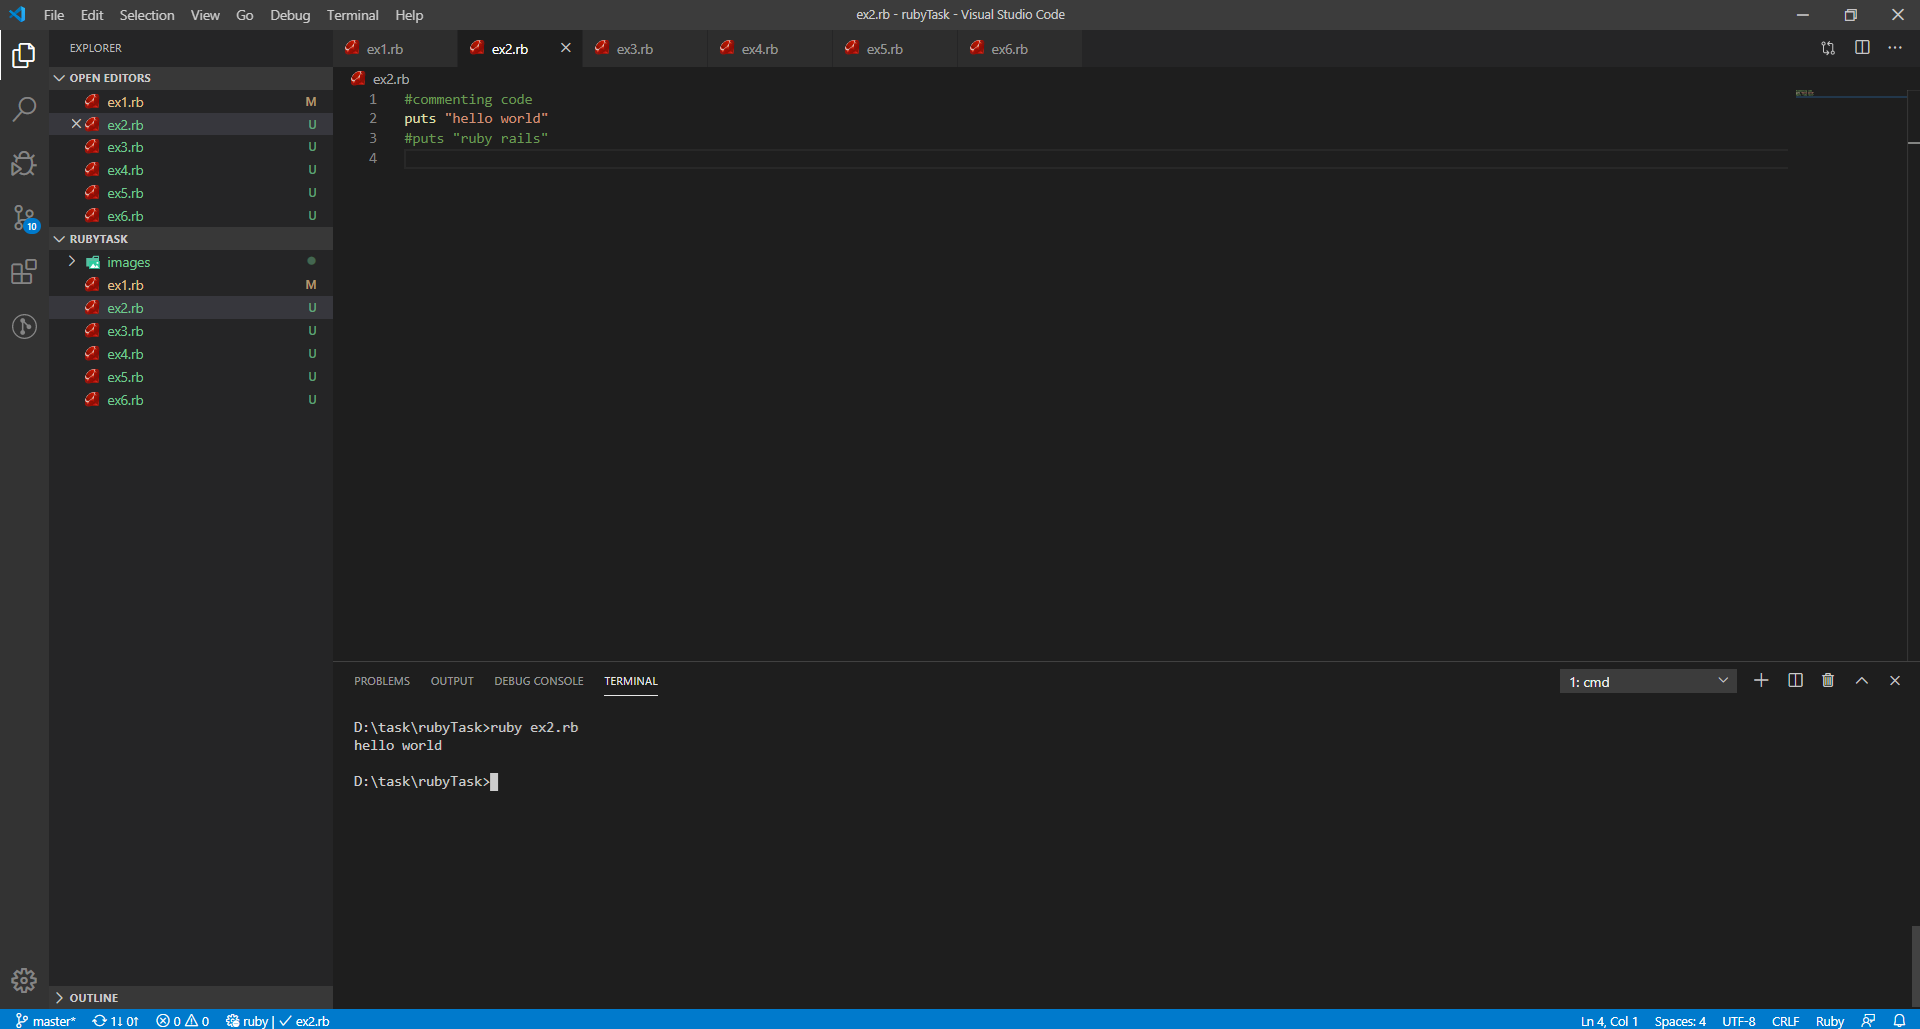 File Edit Selection View Go Debug Terminal Help ex2.rb - rubyTask - Visual Studio Code
EXPLORER
OPEN EDITORS
ex1.rb M
ex2.rb U
ex3.rb U
ex4.rb U
ex5.rb U
ex6.rb U
RUBYTASK
images
ex1.rb M
ex2.rb U
ex3.rb U
ex4.rb U
ex5.rb U
ex6.rb U
OUTLINE
10
ex1.rb ex2.rb ex3.rb ex4.rb ex5.rb ex6.rb
ex2.rb
1 #commenting code
2 puts "hello world"
3 #puts "ruby rails"
4
PROBLEMS OUTPUT DEBUG CONSOLE TERMINAL 1: cmd
D:\task\rubyTask>ruby ex2.rb
hello world
D:\task\rubyTask>
master* 1↓ 0↑ 0 0 ruby | ✓ ex2.rb Ln 4, Col 1 Spaces: 4 UTF-8 CRLF Ruby